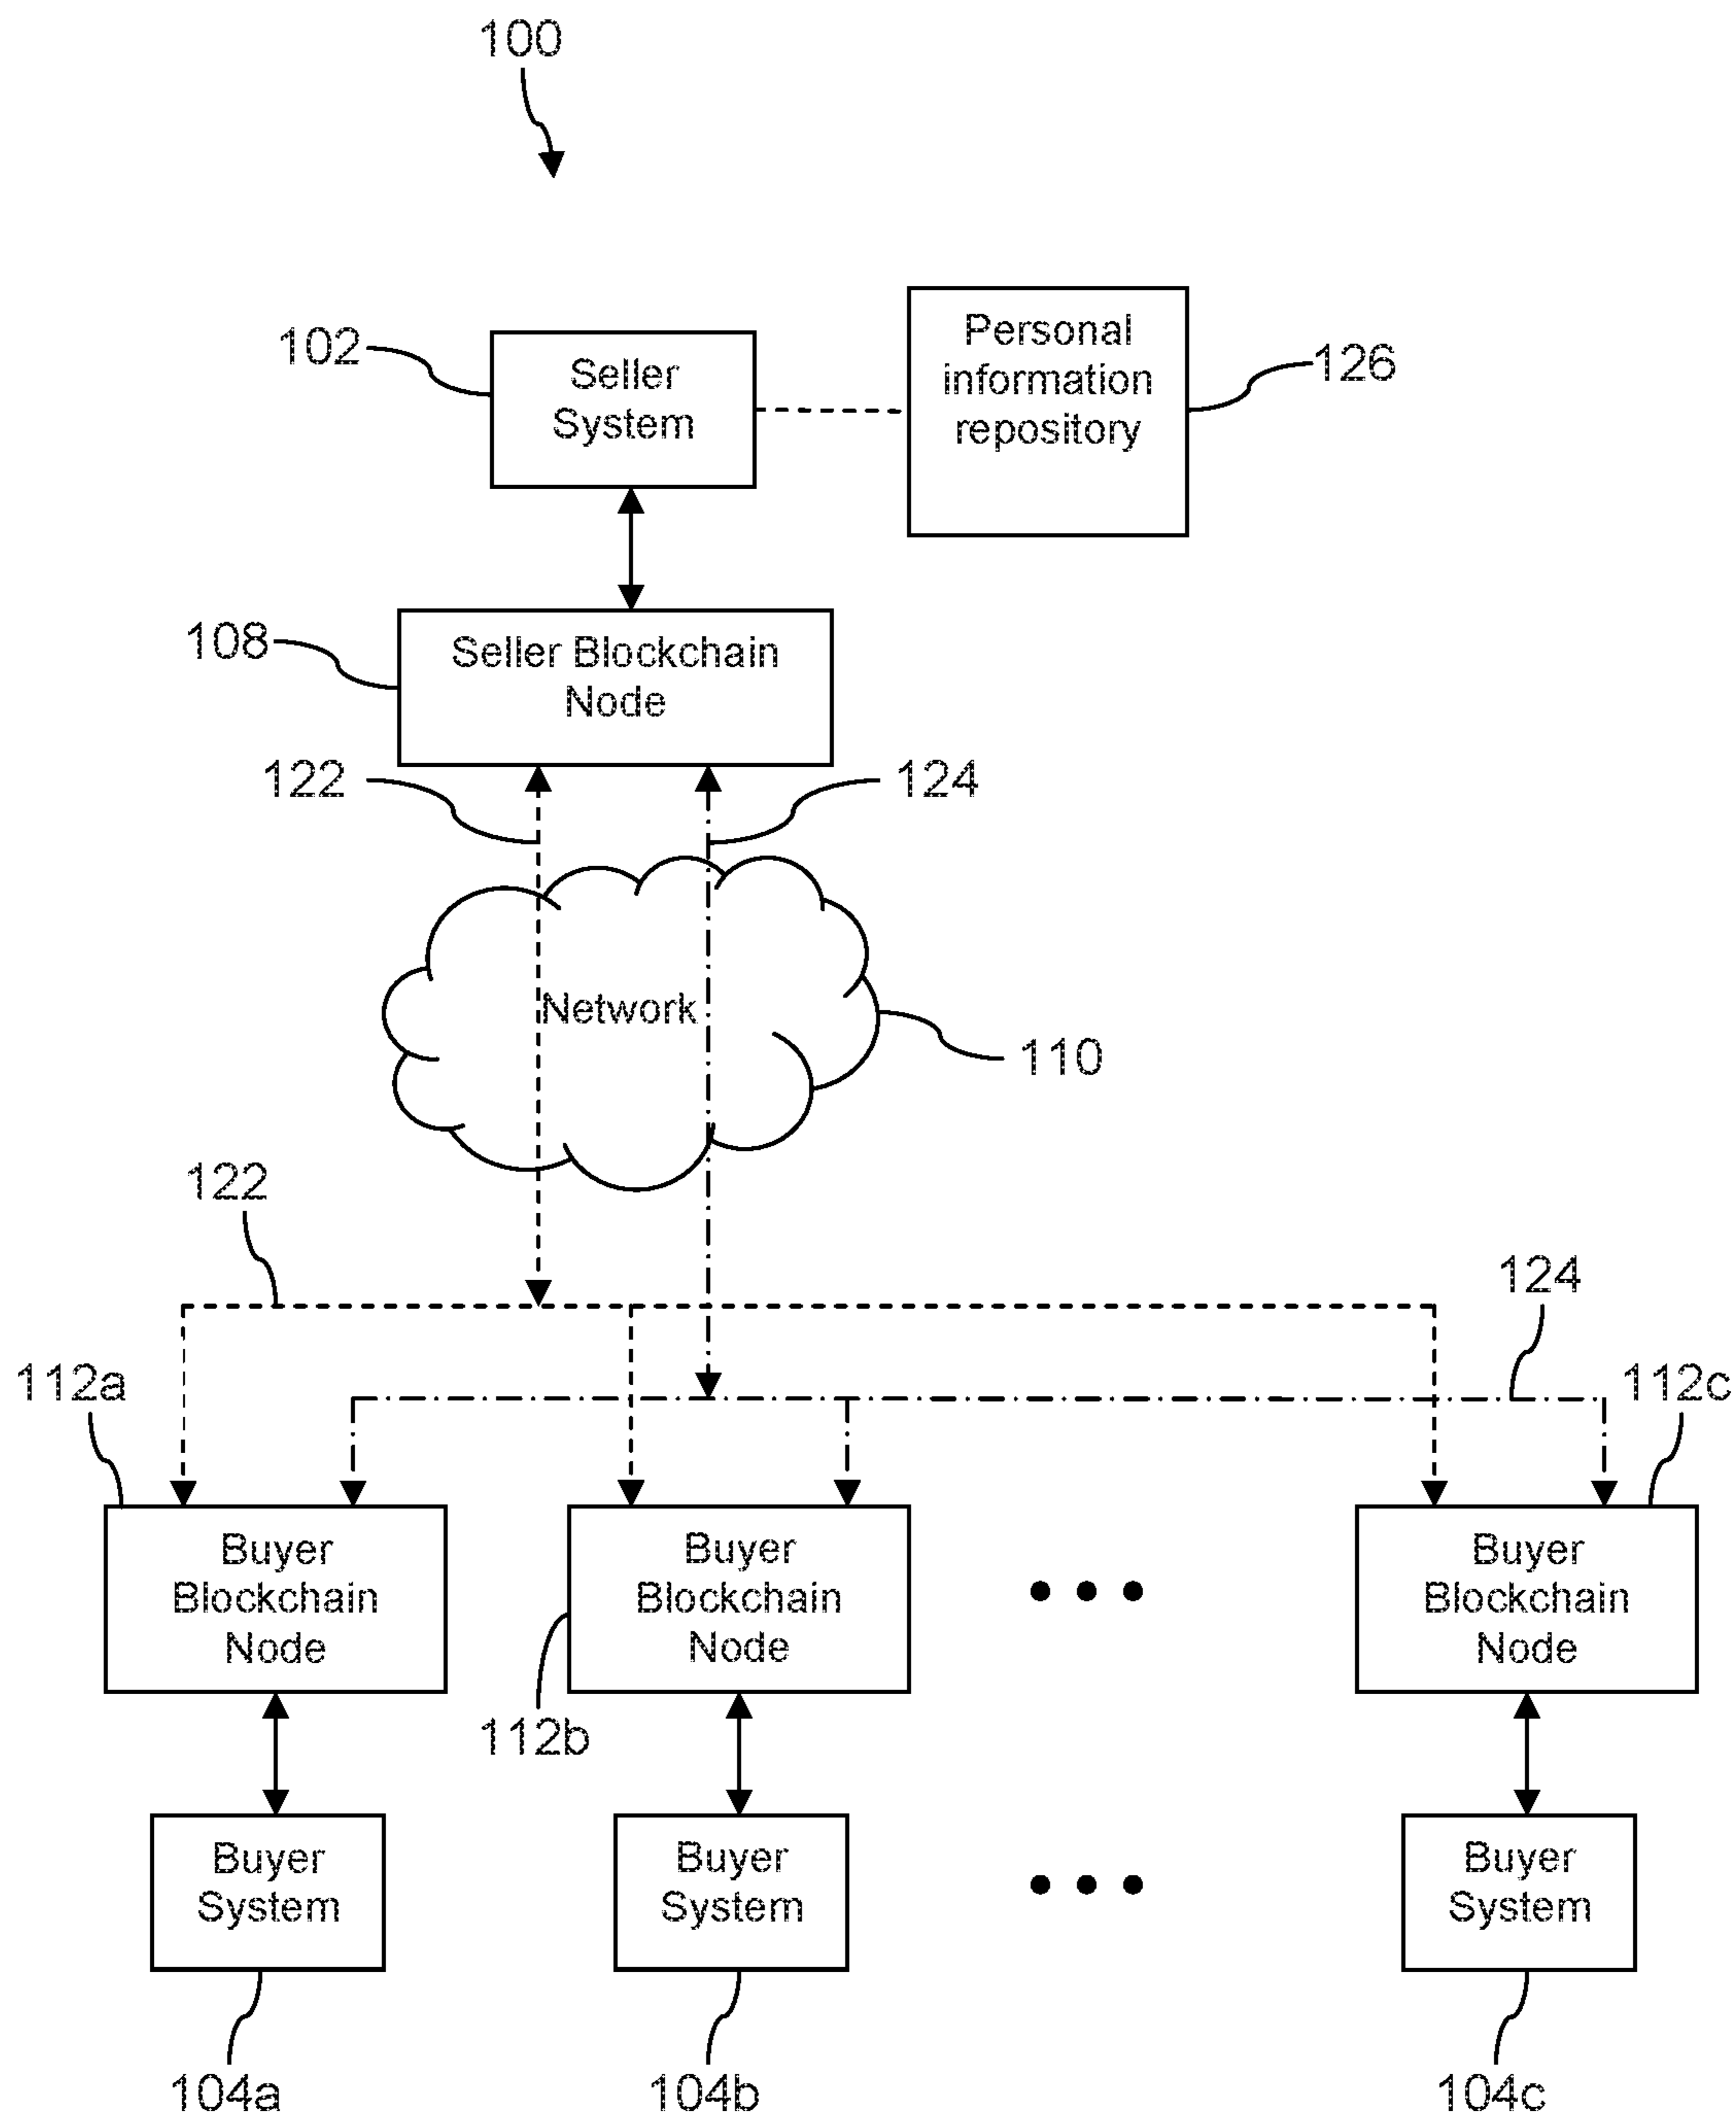 100
102
Seller
System
Personal
information
repository
126
108
Seller Blockchain
Node
122
124
Network
110
122
124
112a
112c
Buyer
Blockchain
Node
Buyer
Blockchain
Node
Buyer
Blockchain
Node
112b
Buyer
System
Buyer
System
Buyer
System
104a
104b
104c